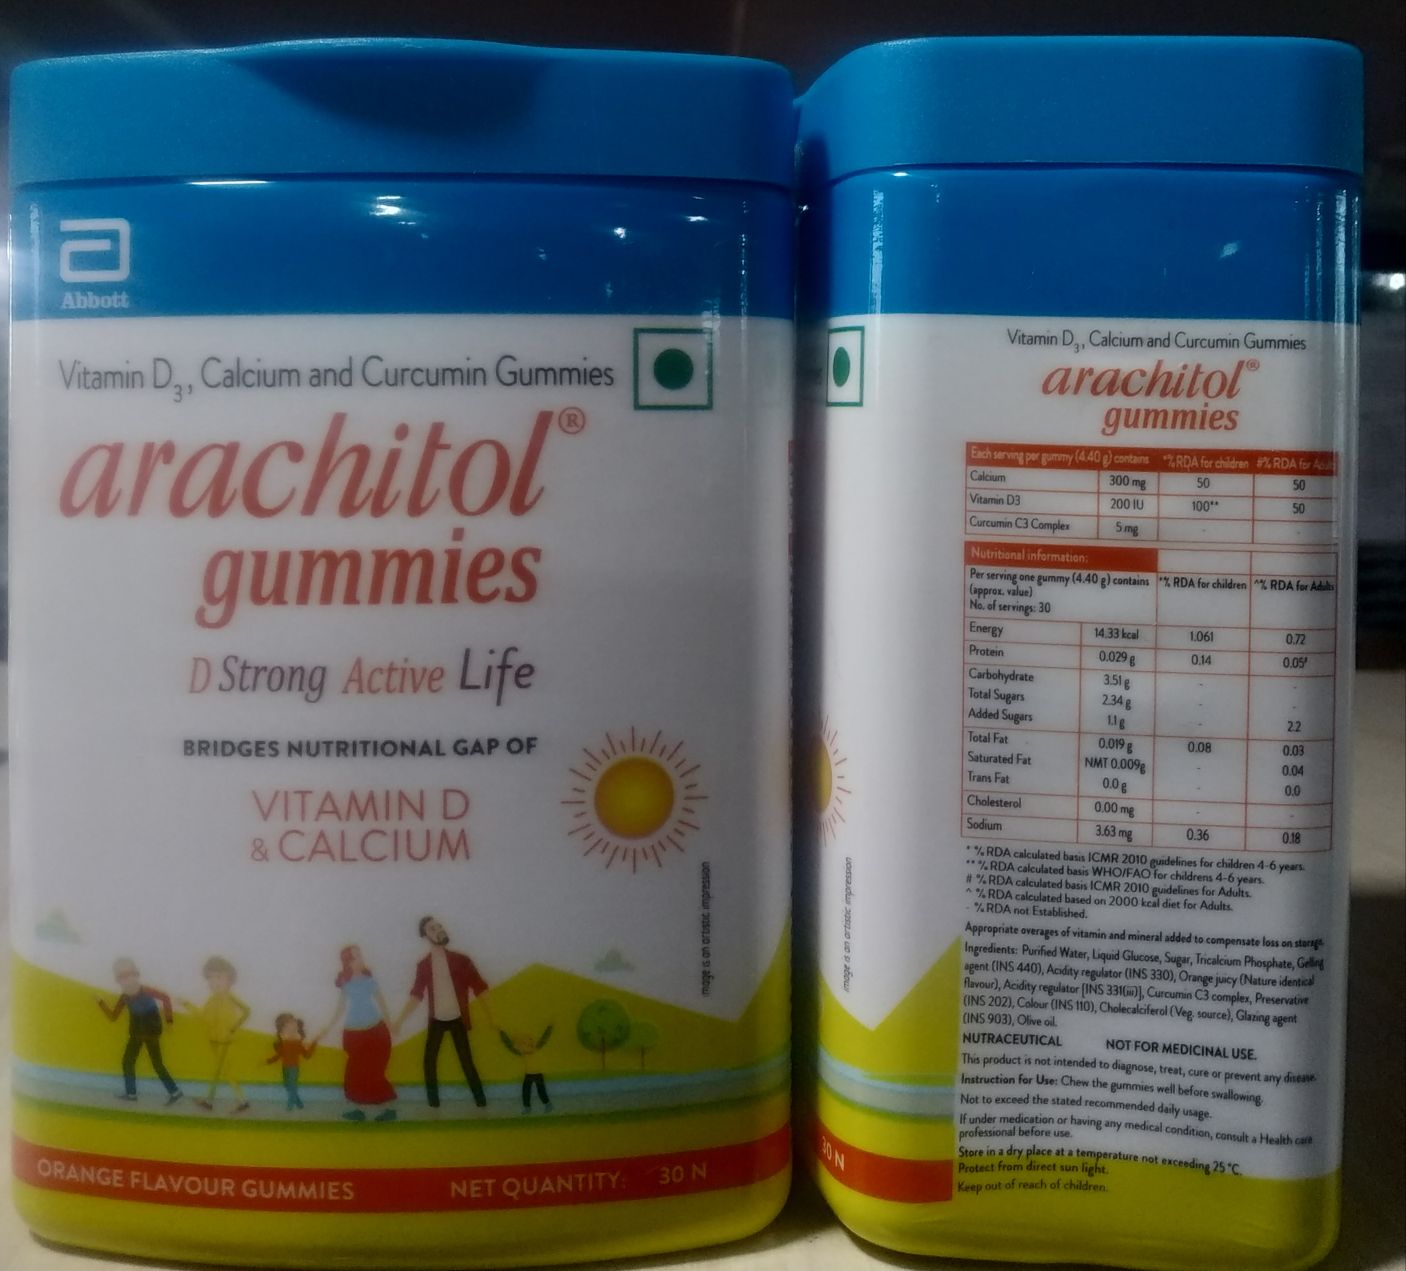 Abbott
Vitamin D3, Calcium and Curcumin Gummies
arachitol®
gummies
D Strong Active Life
BRIDGES NUTRITIONAL GAP OF
VITAMIN D
& CALCIUM
image is an artistic impression
ORANGE FLAVOUR GUMMIES NET QUANTITY: 30 N
image is an artistic impression
30 N
Vitamin D3, Calcium and Curcumin Gummies
arachitol®
gummies
Each serving per gummy (4.40 g) contains *% RDA for children #% RDA for Adults
Calcium 300 mg 50 50
Vitamin D3 200 IU 100** 50
Curcumin C3 Complex 5 mg - -
Nutritional information:
Per serving one gummy (4.40 g) contains *% RDA for children ^% RDA for Adults
(approx. value)
No. of servings: 30
Energy 14.33 kcal 1.061 0.72
Protein 0.029 g 0.14 0.05#
Carbohydrate 3.51 g - -
Total Sugars 2.34 g - -
Added Sugars 1.1 g - 2.2
Total Fat 0.019 g 0.08 0.03
Saturated Fat NMT 0.009g - 0.04
Trans Fat 0.0 g - 0.0
Cholesterol 0.00 mg - -
Sodium 3.63 mg 0.36 0.18
* % RDA calculated basis ICMR 2010 guidelines for children 4-6 years.
** % RDA calculated basis WHO/FAO for childrens 4-6 years.
# % RDA calculated basis ICMR 2010 guidelines for Adults.
^ % RDA calculated based on 2000 kcal diet for Adults.
- % RDA not Established.
Appropriate overages of vitamin and mineral added to compensate loss on storage.
Ingredients: Purified Water, Liquid Glucose, Sugar, Tricalcium Phosphate, Gelling
agent (INS 440), Acidity regulator (INS 330), Orange juicy (Nature identical
flavour), Acidity regulator [INS 331(iii)], Curcumin C3 complex, Preservative
(INS 202), Colour (INS 110), Cholecalciferol (Veg. source), Glazing agent
(INS 903), Olive oil.
NUTRACEUTICAL NOT FOR MEDICINAL USE.
This product is not intended to diagnose, treat, cure or prevent any disease.
Instruction for Use: Chew the gummies well before swallowing.
Not to exceed the stated recommended daily usage.
If under medication or having any medical condition, consult a Health care
professional before use.
Store in a dry place at a temperature not exceeding 25 °C.
Protect from direct sun light.
Keep out of reach of children.